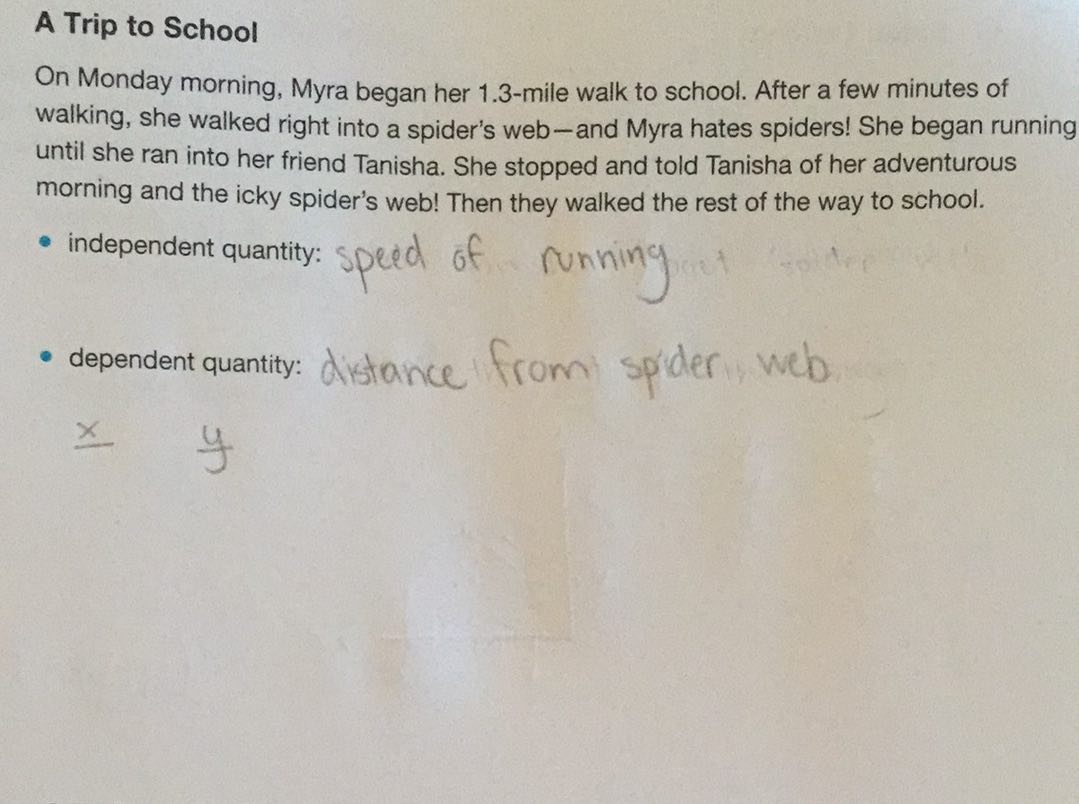 A Trip to School
On Monday morning, Myra began her 1.3-mile walk to school. After a few minutes of
walking, she walked right into a spider's web—and Myra hates spiders! She began running
until she ran into her friend Tanisha. She stopped and told Tanisha of her adventurous
morning and the icky spider's web! Then they walked the rest of the way to school.
• independent quantity: speed of running
• dependent quantity: distance from spider web
x y